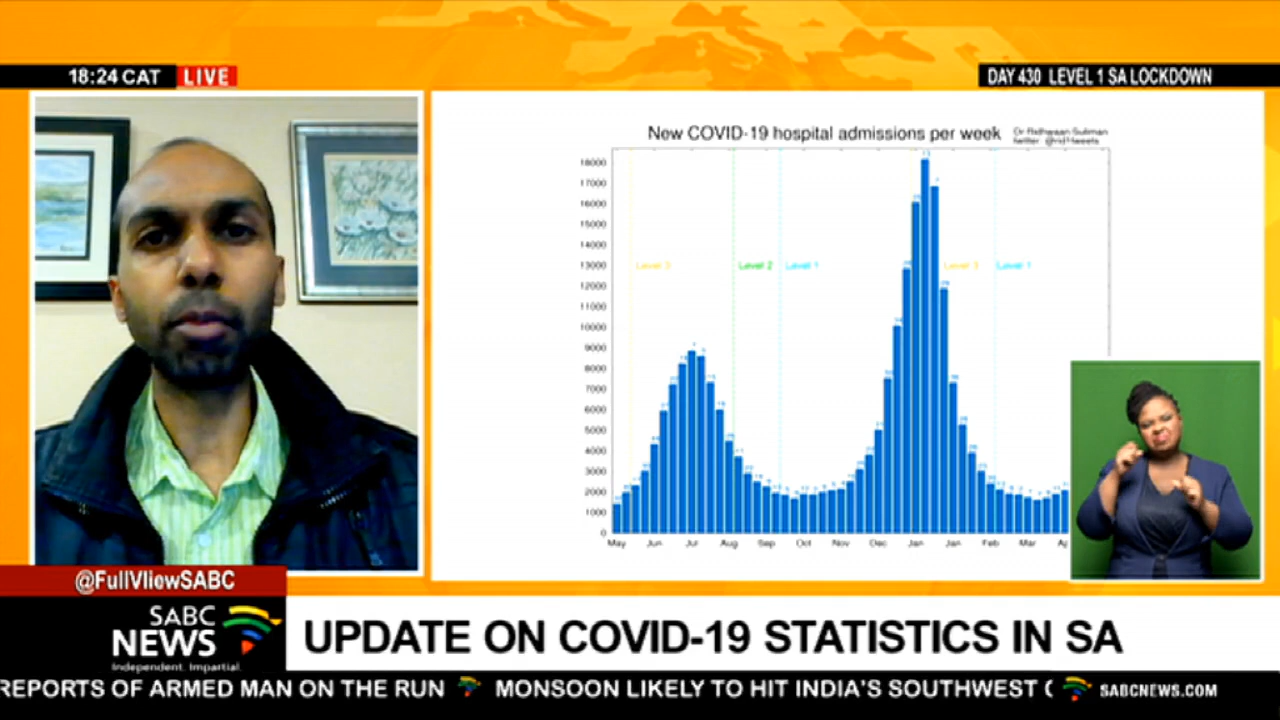 18:24 CAT LIVE
DAY 430 LEVEL 1 SA LOCKDOWN
New COVID-19 hospital admissions per week
Dr Ridhwaan Suliman
twitter: @rid1tweets
18000
17000
16000
15000
14000
13000
12000
11000
10000
9000
8000
7000
6000
5000
4000
3000
2000
1000
0
Level 3 Level 2 Level 1 Level 3 Level 1
May Jun Jul Aug Sep Oct Nov Dec Jan Jan Feb Mar
@FullVIiewSABC
SABC
NEWS
Independent. Impartial.
UPDATE ON COVID-19 STATISTICS IN SA
REPORTS OF ARMED MAN ON THE RUN MONSOON LIKELY TO HIT INDIA'S SOUTHWEST SABCNEWS.COM